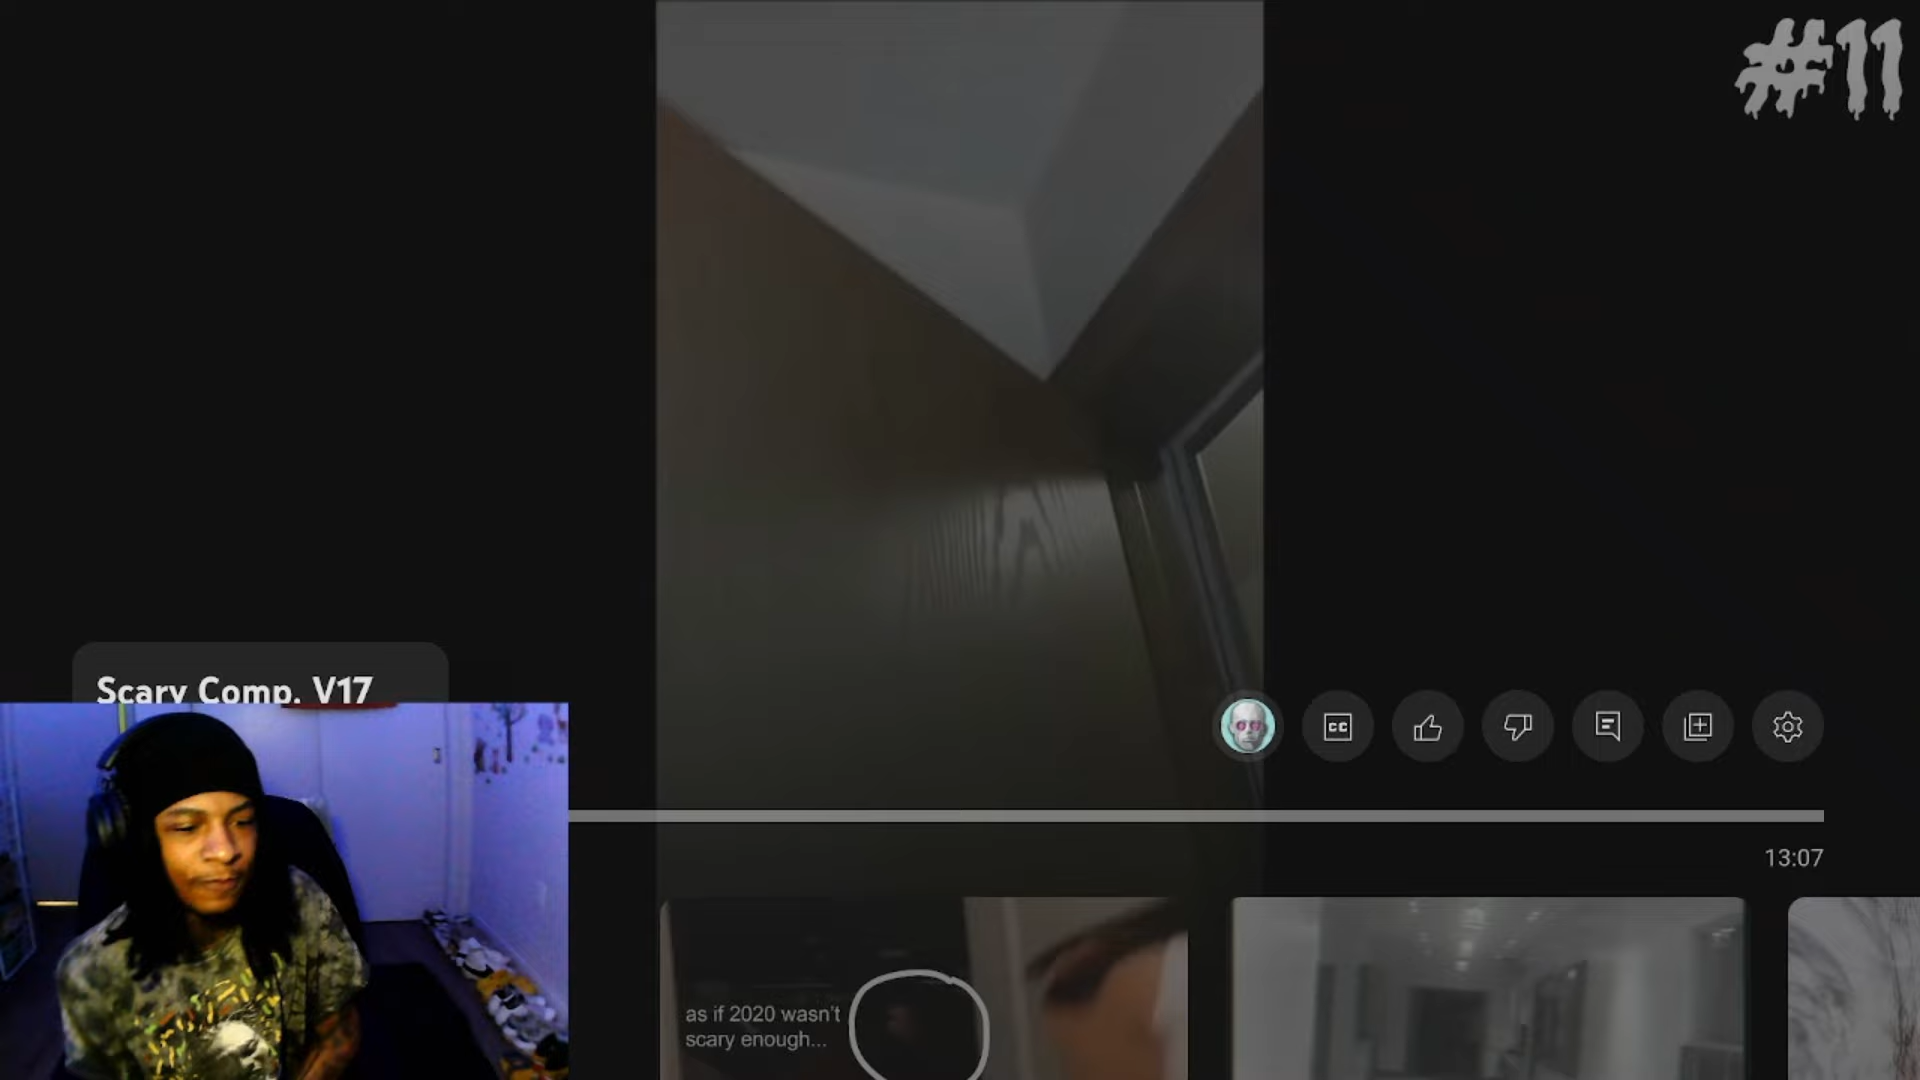 #11
Scary Comp. V17
CC
13:07
as if 2020 wasn't
scary enough...